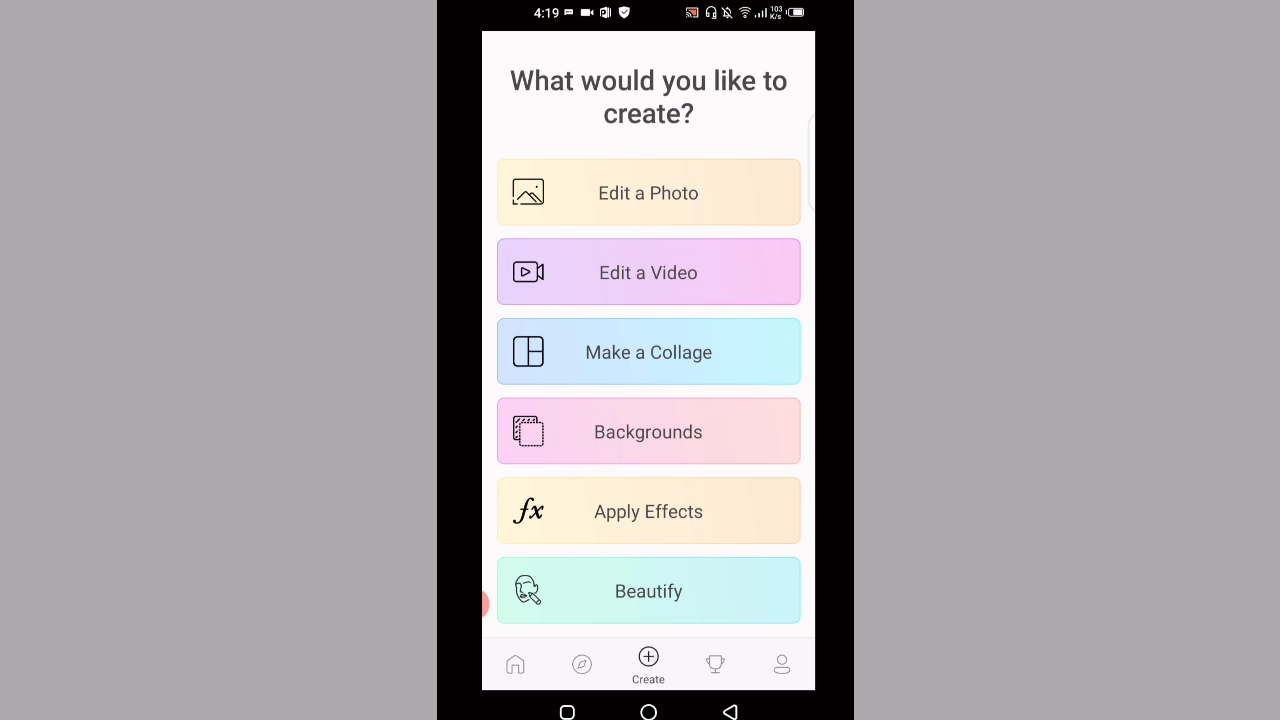 4:19
103
K/s
What would you like to
create?
Edit a Photo
Edit a Video
Make a Collage
Backgrounds
fx
Apply Effects
Beautify
Create